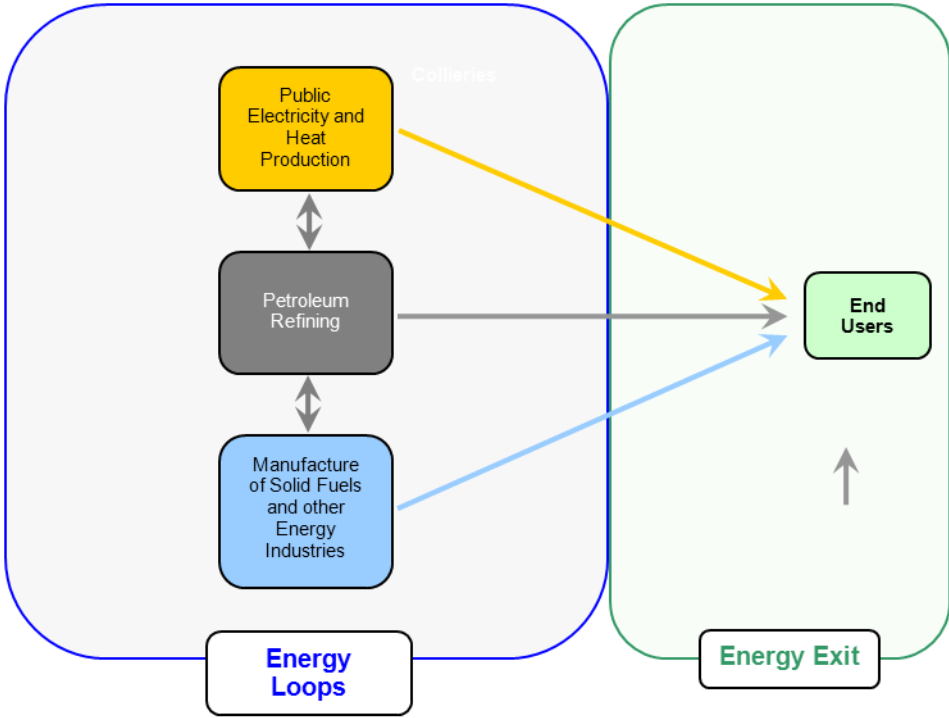 Collieries
Public
Electricity and
Heat
Production
Petroleum
Refining
Manufacture
of Solid Fuels
and other
Energy
Industries
End
Users
Energy
Loops
Energy Exit